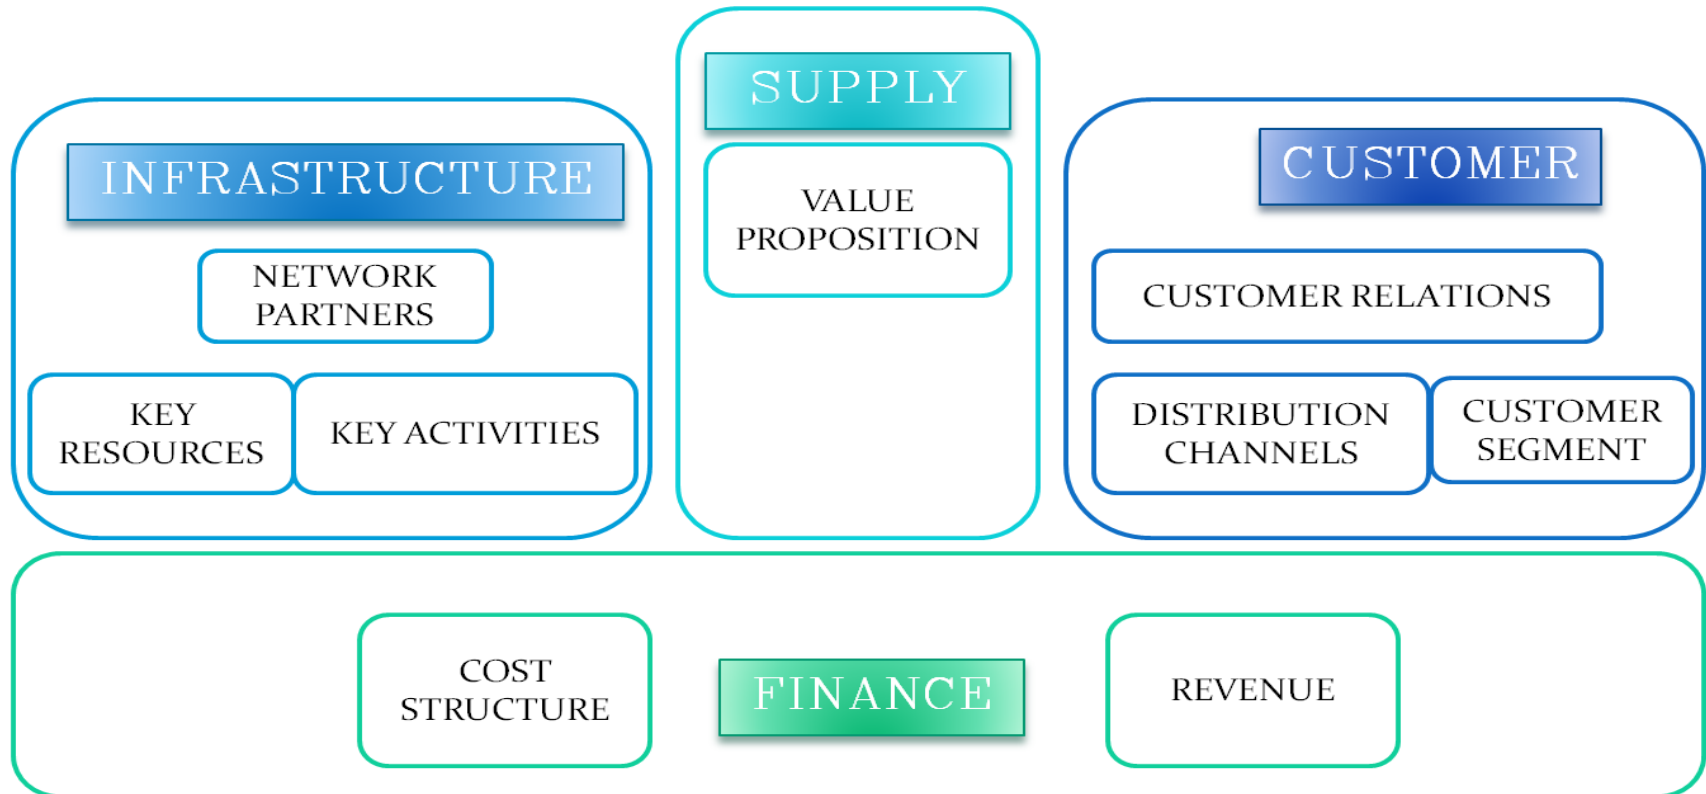 SUPPLY
VALUE
PROPOSITION
INFRASTRUCTURE
NETWORK
PARTNERS
KEY
RESOURCES
KEY ACTIVITIES
CUSTOMER
CUSTOMER RELATIONS
DISTRIBUTION
CHANNELS
CUSTOMER
SEGMENT
COST
STRUCTURE
FINANCE
REVENUE